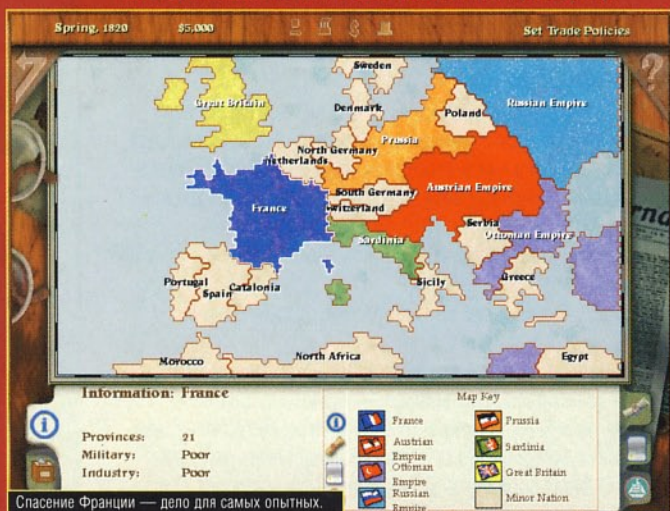 Spring, 1820 $5,000 Set Trade Policies
Sweden
Great Britain
Denmark
Russian Empire
Poland
Prussia
North Germany
Netherlands
South Germany
Austrian Empire
Switzerland
France
Serbia
Ottoman Empire
Sardinia
Portugal
Spain
Catalonia
Sicily
Greece
Morocco
North Africa
Egypt
Information: France
Provinces: 21
Military: Poor
Industry: Poor
Map Key
France
Austrian
Empire
Ottoman
Empire
Russian
Empire
Prussia
Sardinia
Great Britain
Minor Nation
Спасение Франции — дело для самых опытных.